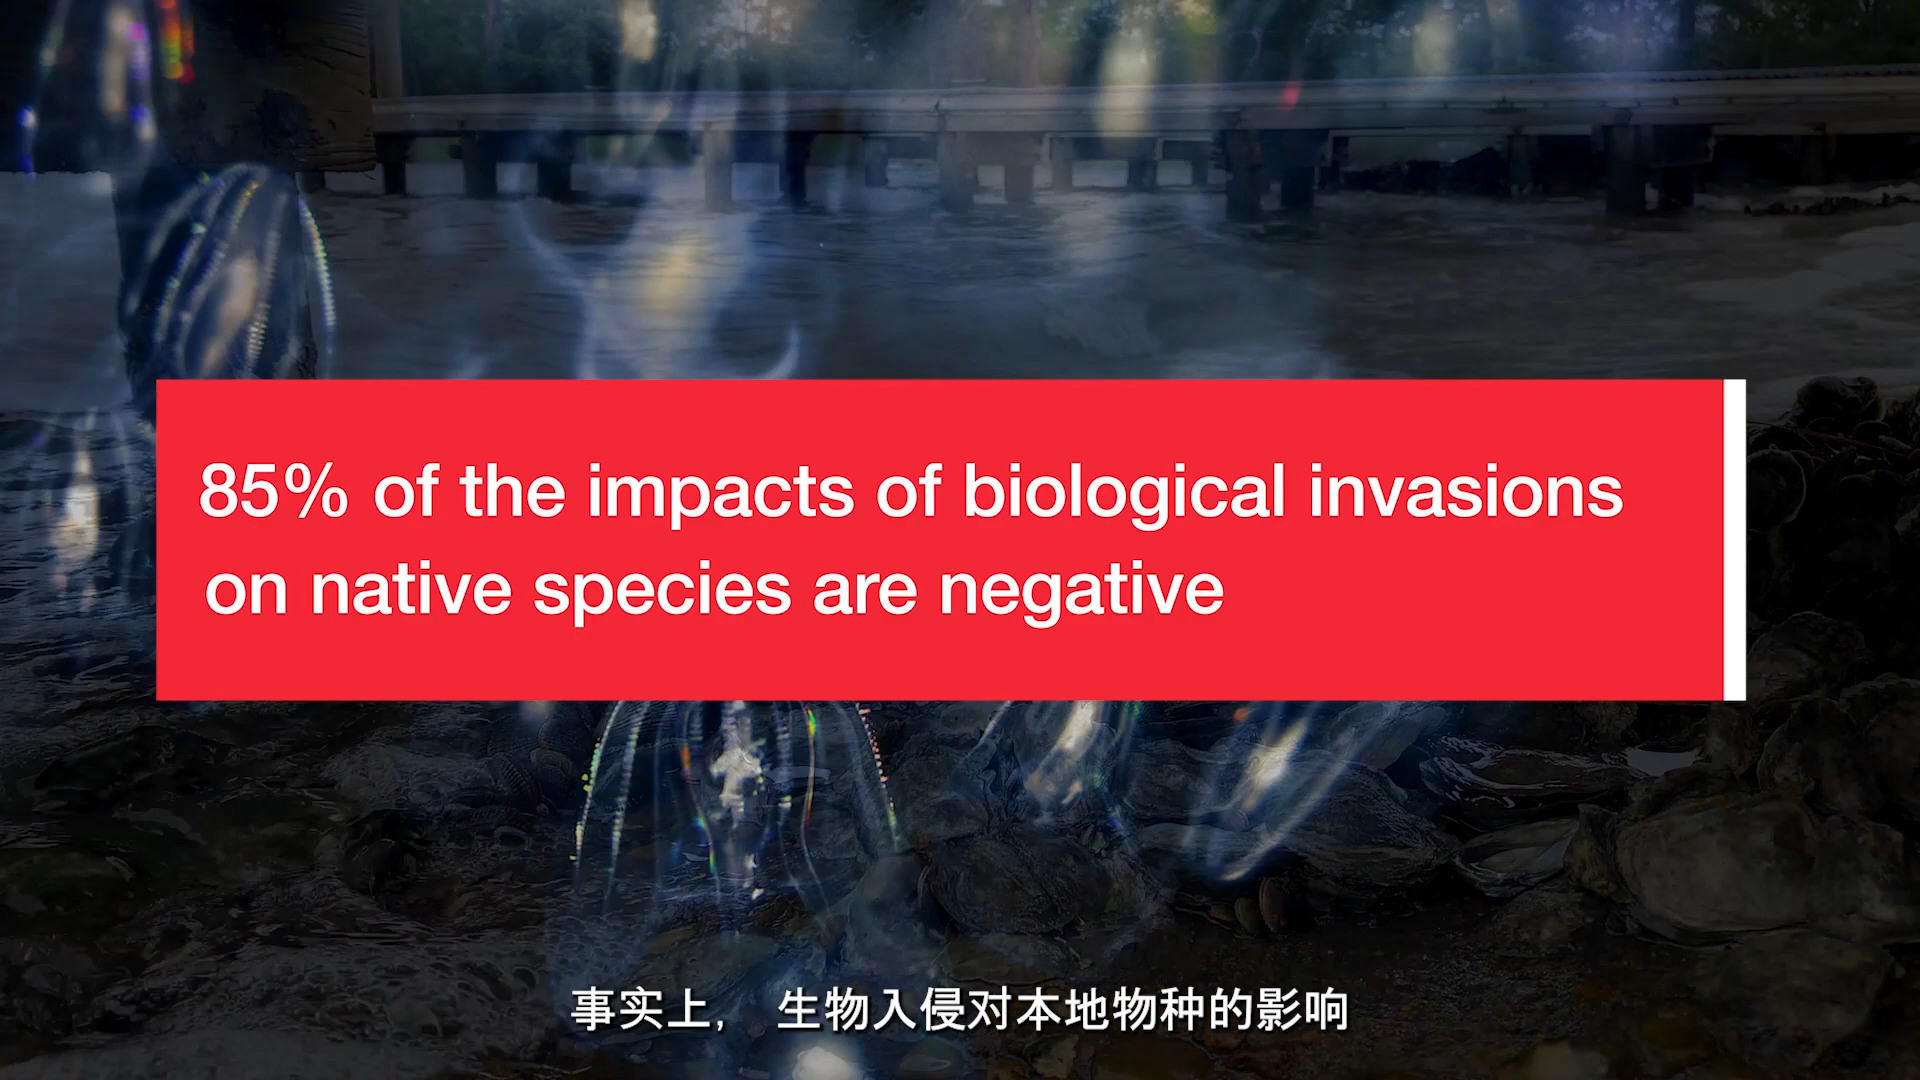 85% of the impacts of biological invasions
on native species are negative
事实上， 生物入侵对本地物种的影响